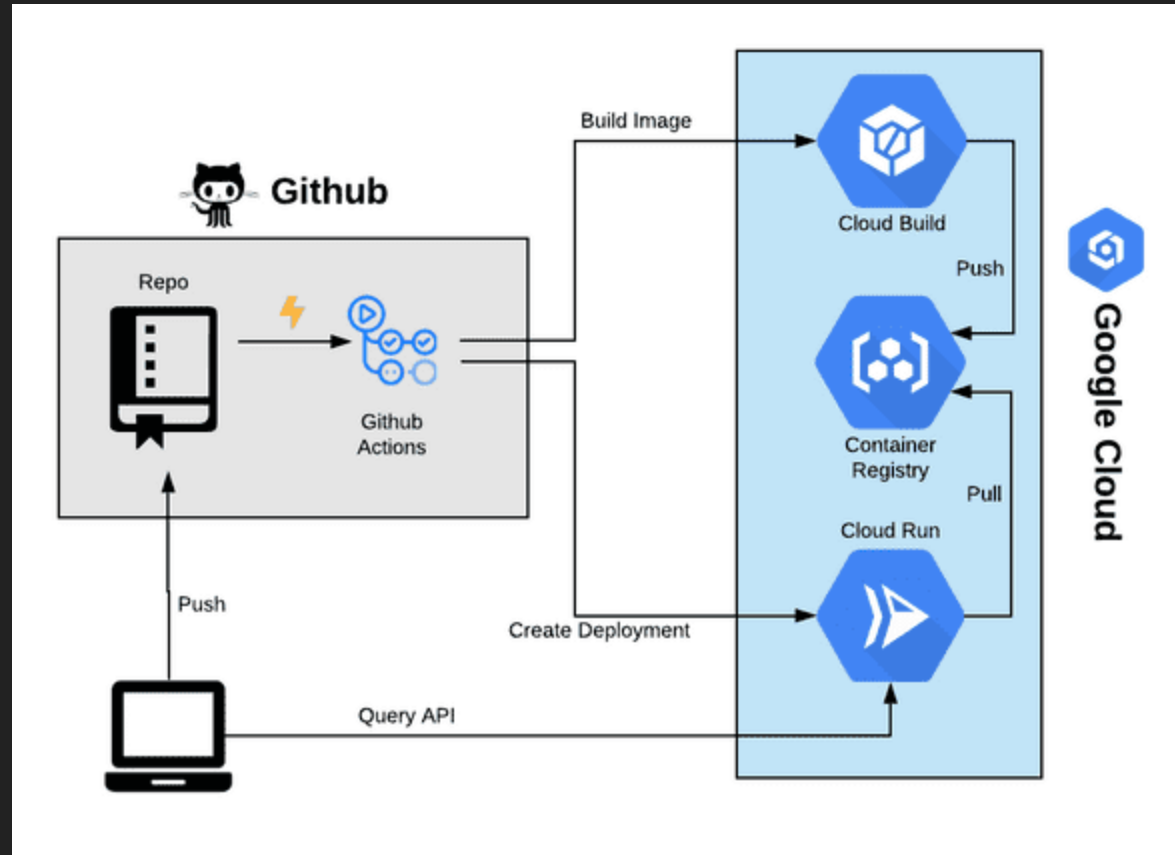 Build Image
Github
Cloud Build
Repo
Push
Github
Actions
Container
Registry
Google Cloud
Pull
Cloud Run
Push
Create Deployment
Query API